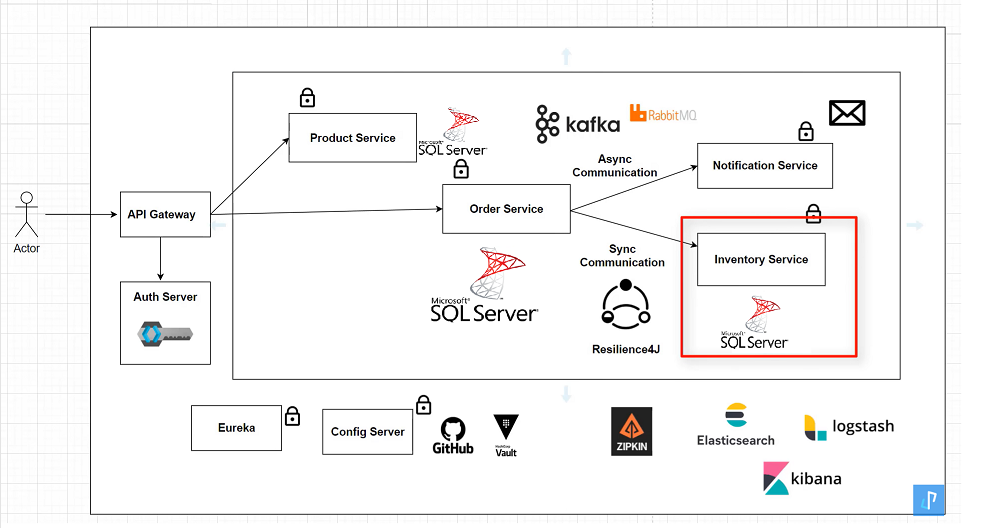 Product Service
Microsoft®
SQL Server
kafka
RabbitMQ
Async
Communication
Notification Service
Actor
API Gateway
Order Service
Inventory Service
Sync
Communication
Microsoft®
SQL Server
Microsoft®
SQL Server
Resilience4J
Auth Server
Eureka
Config Server
GitHub
HashiCorp
Vault
ZIPKIN
Elasticsearch
logstash
kibana